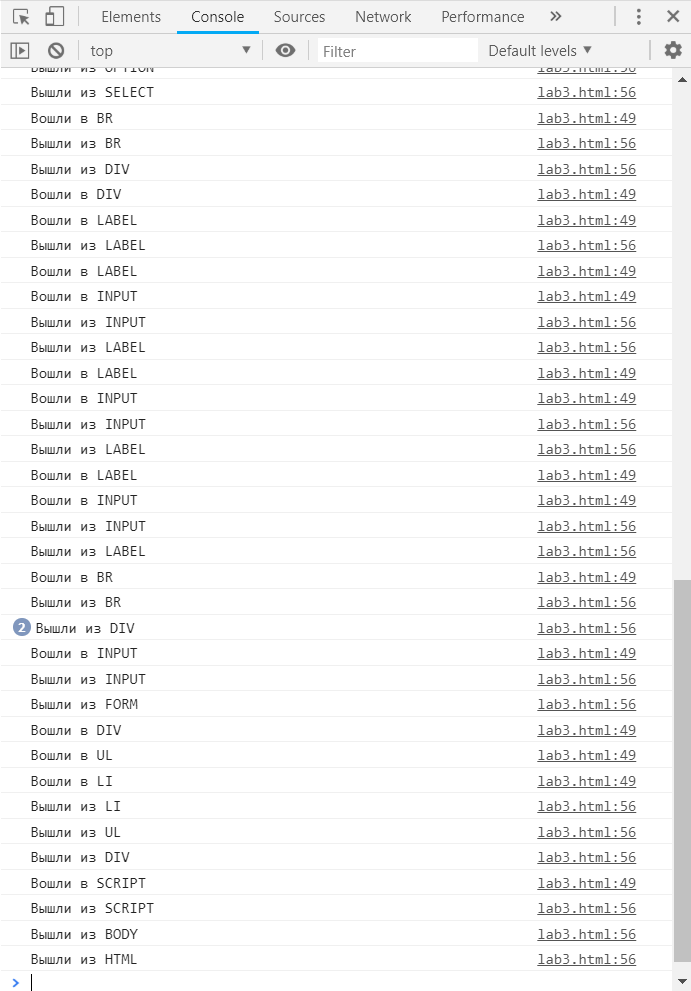 Elements Console Sources Network Performance »
top Filter Default levels
Вышли из OPTION lab3.html:56
Вышли из SELECT lab3.html:56
Вошли в BR lab3.html:49
Вышли из BR lab3.html:56
Вышли из DIV lab3.html:56
Вошли в DIV lab3.html:49
Вошли в LABEL lab3.html:49
Вышли из LABEL lab3.html:56
Вошли в LABEL lab3.html:49
Вошли в INPUT lab3.html:49
Вышли из INPUT lab3.html:56
Вышли из LABEL lab3.html:56
Вошли в LABEL lab3.html:49
Вошли в INPUT lab3.html:49
Вышли из INPUT lab3.html:56
Вышли из LABEL lab3.html:56
Вошли в LABEL lab3.html:49
Вошли в INPUT lab3.html:49
Вышли из INPUT lab3.html:56
Вышли из LABEL lab3.html:56
Вошли в BR lab3.html:49
Вышли из BR lab3.html:56
2 Вышли из DIV lab3.html:56
Вошли в INPUT lab3.html:49
Вышли из INPUT lab3.html:56
Вышли из FORM lab3.html:56
Вошли в DIV lab3.html:49
Вошли в UL lab3.html:49
Вошли в LI lab3.html:49
Вышли из LI lab3.html:56
Вышли из UL lab3.html:56
Вышли из DIV lab3.html:56
Вошли в SCRIPT lab3.html:49
Вышли из SCRIPT lab3.html:56
Вышли из BODY lab3.html:56
Вышли из HTML lab3.html:56